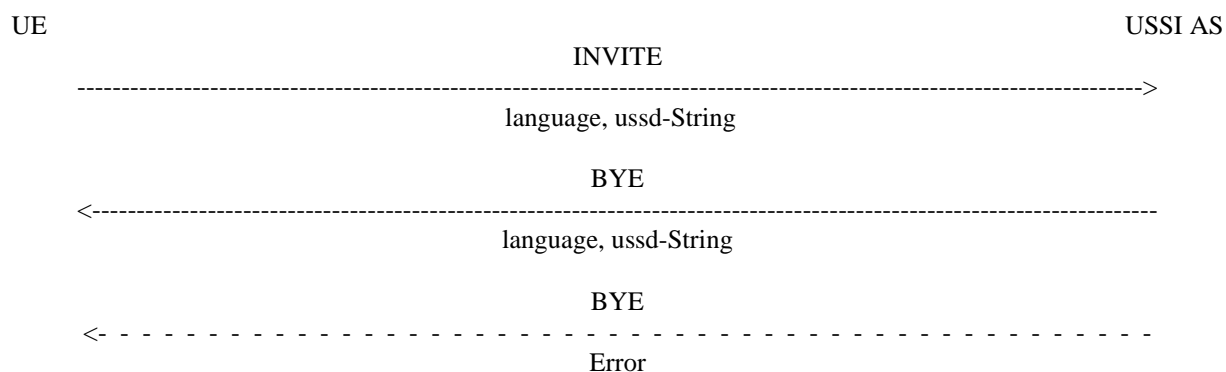 UE USSI AS
INVITE
language, ussd-String
BYE
language, ussd-String
BYE
Error